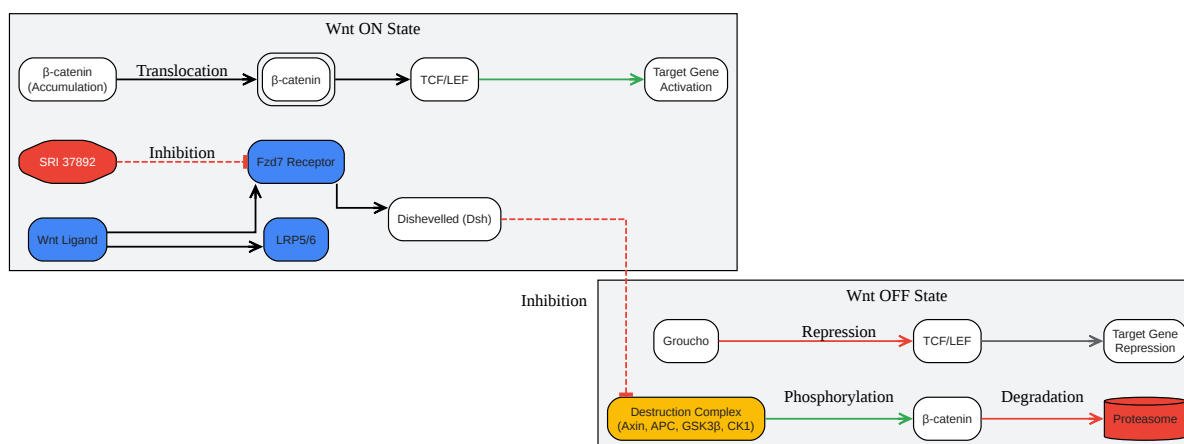 Wnt ON State
β-catenin
(Accumulation)
Translocation
β-catenin
TCF/LEF
Target Gene
Activation
SRI 37892
Inhibition
Fzd7 Receptor
Wnt Ligand
LRP5/6
Dishevelled (Dsh)
Inhibition
Wnt OFF State
Groucho
Repression
TCF/LEF
Target Gene
Repression
Destruction Complex
(Axin, APC, GSK3β, CK1)
Phosphorylation
β-catenin
Degradation
Proteasome